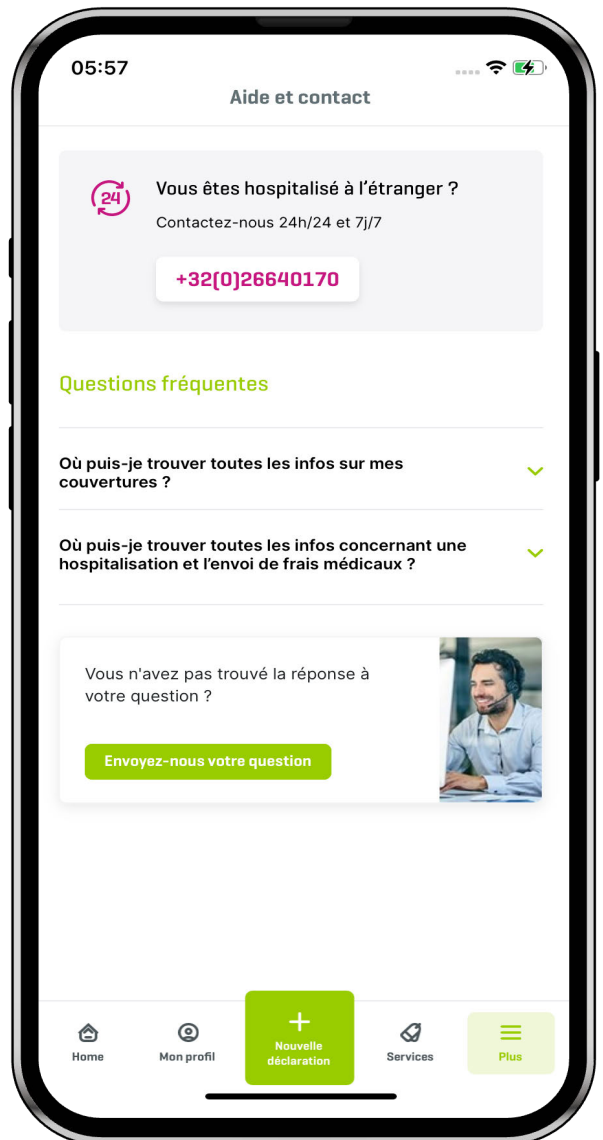 05:57
Aide et contact
24
Vous êtes hospitalisé à l’étranger ?
Contactez-nous 24h/24 et 7j/7
+32(0)26640170
Questions fréquentes
Où puis-je trouver toutes les infos sur mes
couvertures ?
Où puis-je trouver toutes les infos concernant une
hospitalisation et l’envoi de frais médicaux ?
Vous n'avez pas trouvé la réponse à
votre question ?
Envoyez-nous votre question
Home
Mon profil
Nouvelle
déclaration
Services
Plus